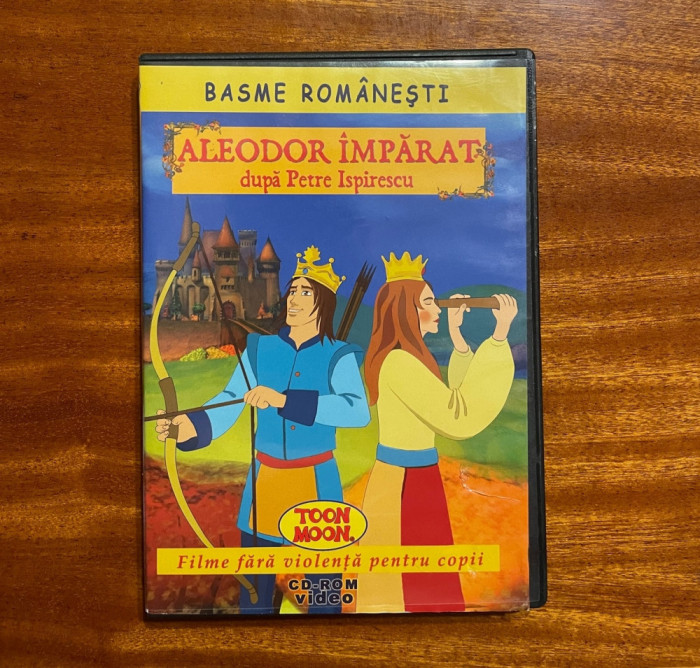 BASME ROMÂNEŞTI
ALEODOR ÎMPĂRAT
după Petre Ispirescu
TOON
MOON®
Filme fără violenţă pentru copii
CD-ROM
video